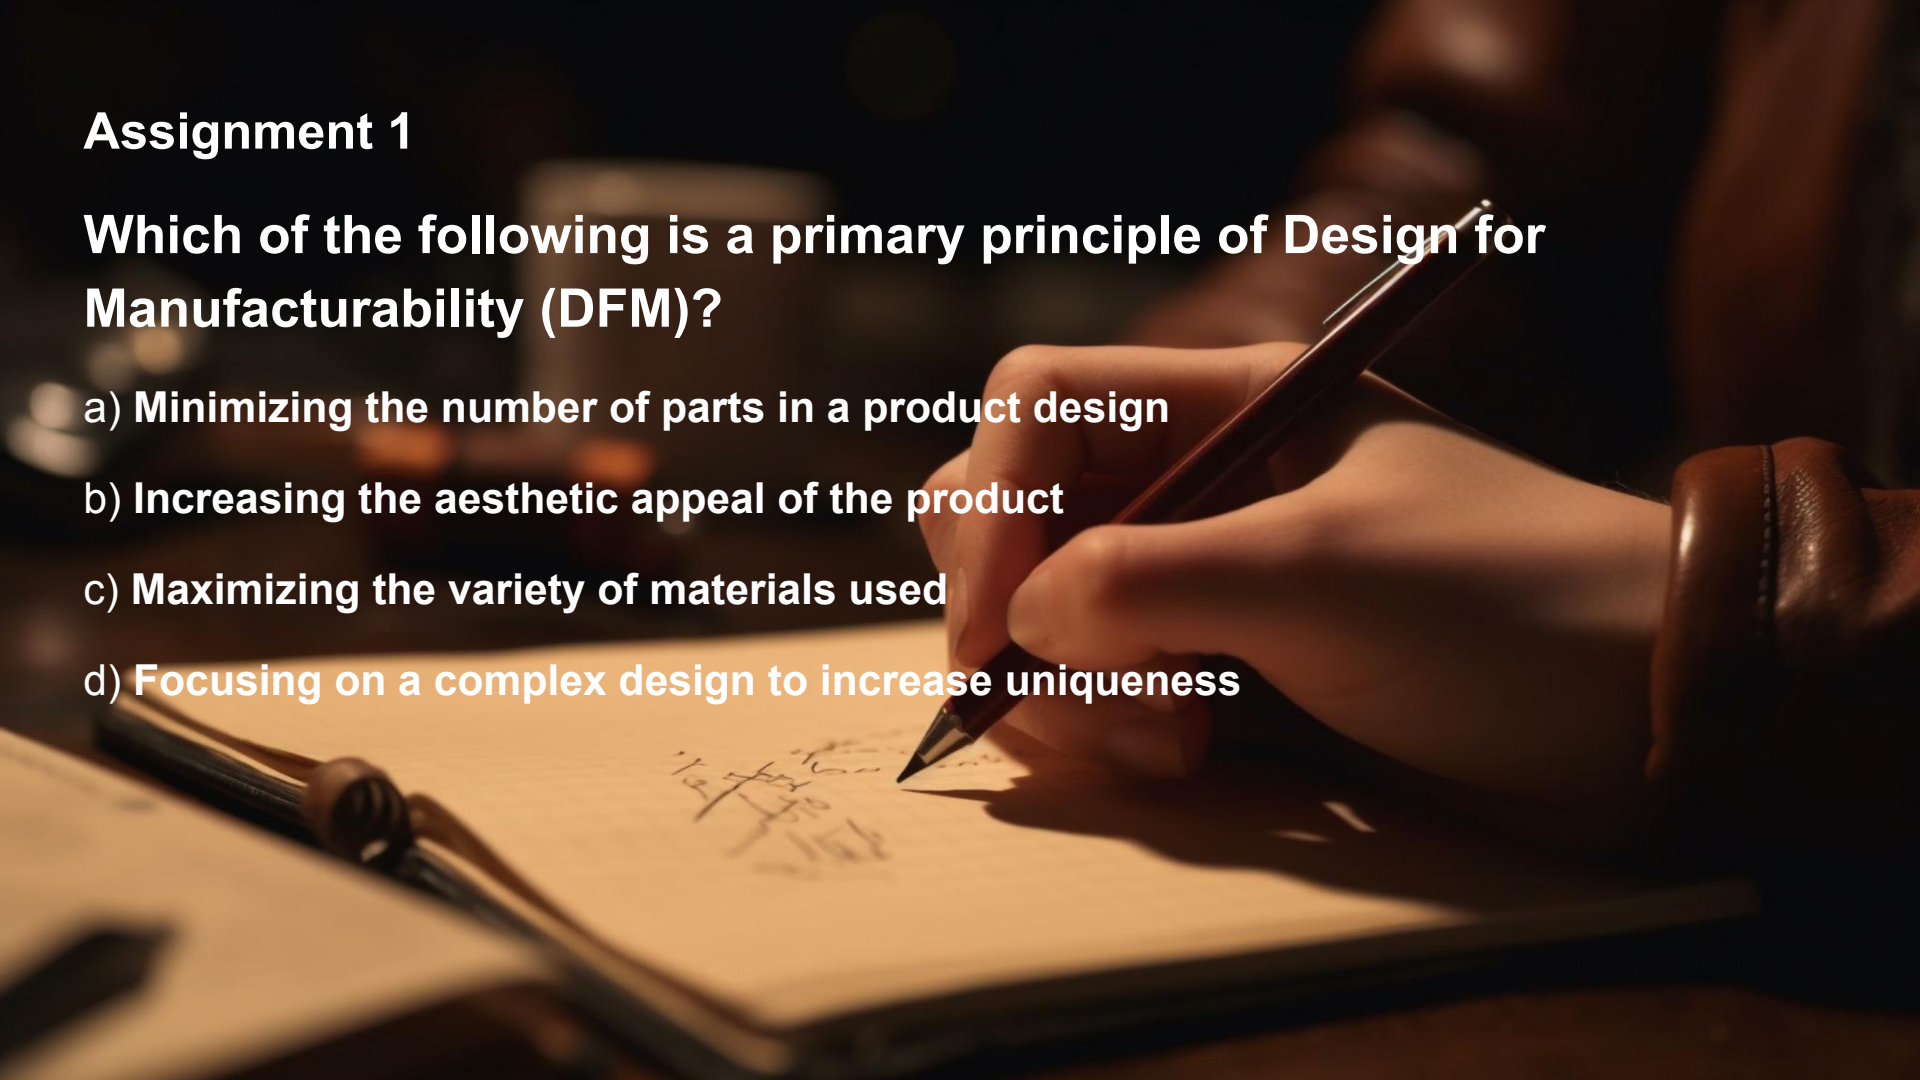 Assignment 1
Which of the following is a primary principle of Design for
Manufacturability (DFM)?
a) Minimizing the number of parts in a product design
b) Increasing the aesthetic appeal of the product
c) Maximizing the variety of materials used
d) Focusing on a complex design to increase uniqueness